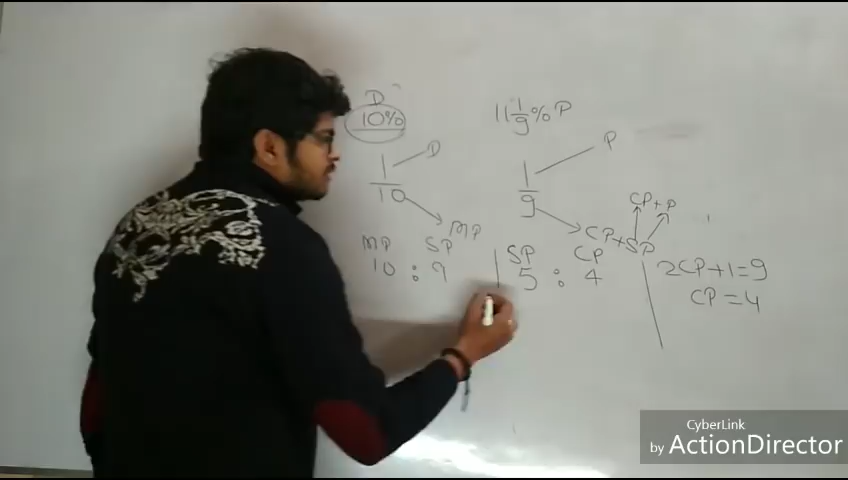 D
10%
11 1/9 % P
1/10
D
MP
1/9
P
CP+SP
CP+P
MP SP
10 : 9
SP CP
5 : 4
2CP+1=9
CP=4
CyberLink
by ActionDirector